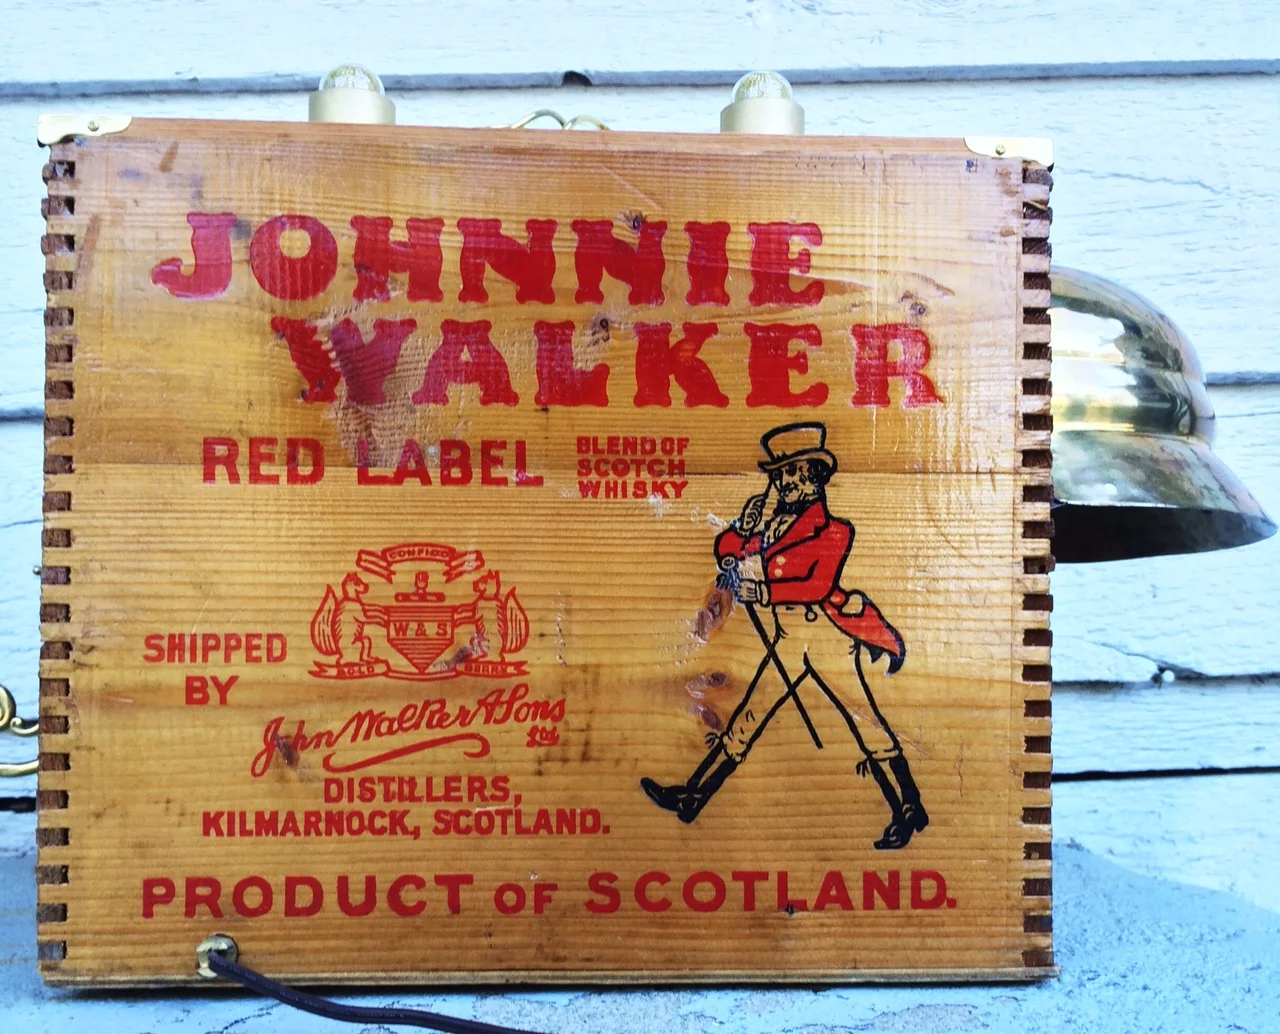 JOHNNIE
WALKER
RED LABEL
BLEND OF
SCOTCH
WHISKY
CONFIDO
W & S
SHIPPED
BY
John Walker & Sons
Ltd.
DISTILLERS,
KILMARNOCK, SCOTLAND.
PRODUCT OF SCOTLAND.